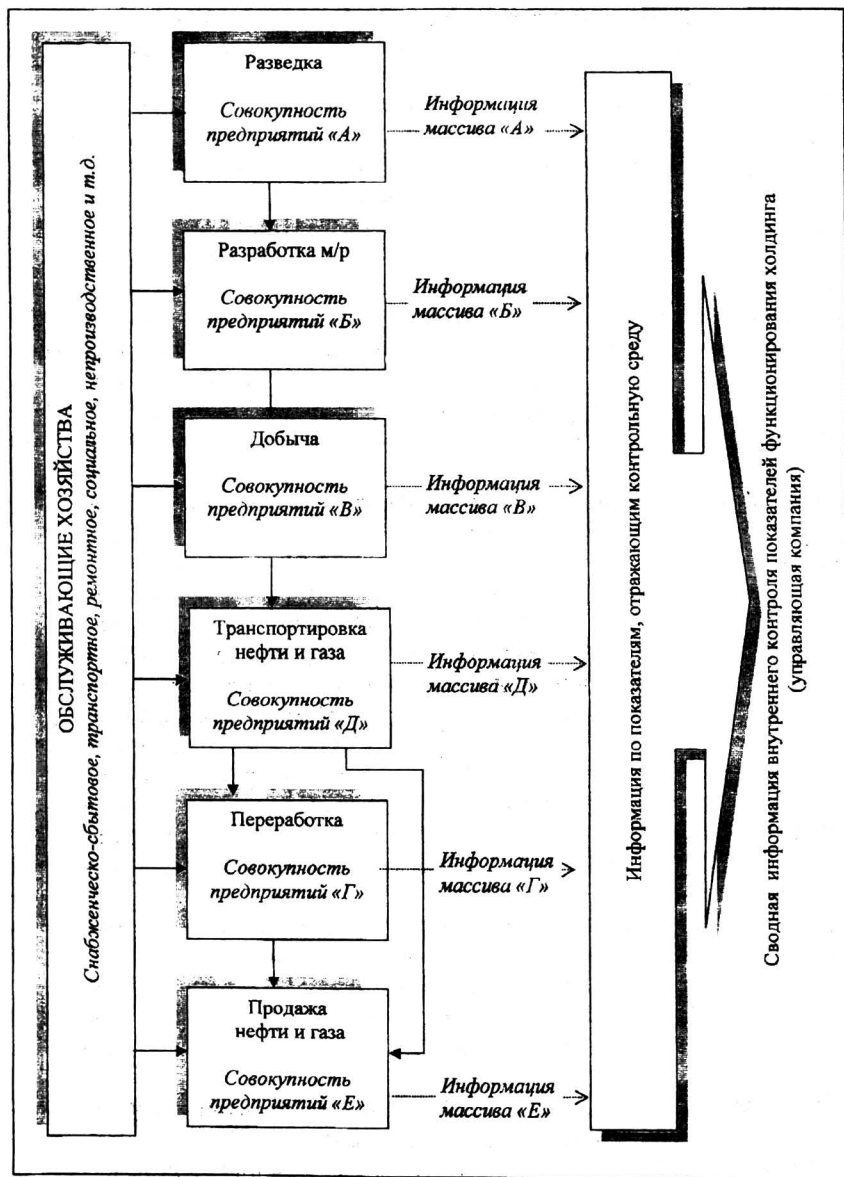 ОБСЛУЖИВАЮЩИЕ ХОЗЯЙСТВА
Снабженческо-сбытовое, транспортное, ремонтное, социальное, непроизводственное и т.д.
Разведка
Совокупность
предприятий «А»
Информация
массива «А»
Разработка м/р
Совокупность
предприятий «Б»
Информация
массива «Б»
Добыча
Совокупность
предприятий «В»
Информация
массива «В»
Транспортировка
нефти и газа
Совокупность
предприятий «Д»
Информация
массива «Д»
Переработка
Совокупность
предприятий «Г»
Информация
массива «Г»
Продажа
нефти и газа
Совокупность
предприятий «Е»
Информация
массива «Е»
Информация по показателям, отражающим контрольную среду
Сводная информация внутреннего контроля показателей функционирования холдинга
(управляющая компания)